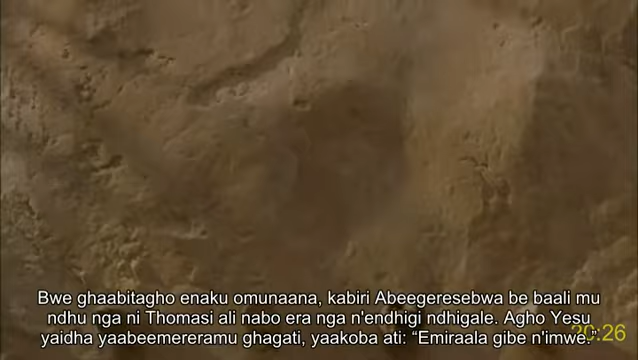 Bwe ghaabitagho enaku omunaana, kabiri Abeegeresebwa be baali mu
ndhu nga ni Thomasi ali nabo era nga n'endhigi ndhigale. Agho Yesu
yaidha yaabeemereramu ghagati, yaakoba ati: “Emiraala gibe n'imwe.”
20:26